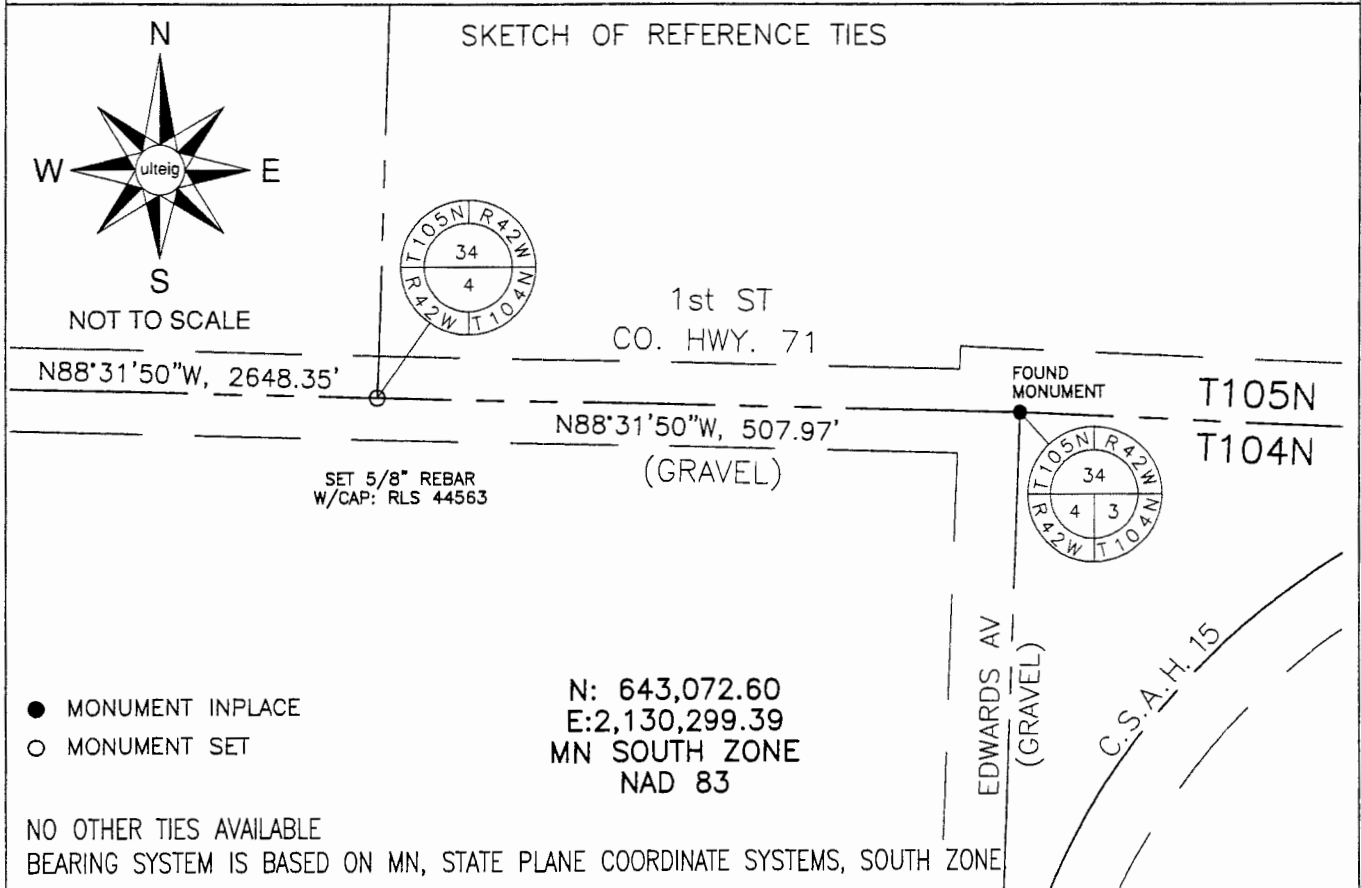 SKETCH OF REFERENCE TIES
N
W
ulteig
E
S
NOT TO SCALE
T105N R42W
34
4
R42W T104N
1st ST
CO. HWY. 71
N88°31'50"W, 2648.35'
FOUND
MONUMENT
T105N
T104N
N88°31'50"W, 507.97'
(GRAVEL)
SET 5/8" REBAR
W/CAP: RLS 44563
T105N R42W
34
4 3
R42W T104N
EDWARDS AV
(GRAVEL)
C.S.A.H. 15
● MONUMENT INPLACE
○ MONUMENT SET
N: 643,072.60
E:2,130,299.39
MN SOUTH ZONE
NAD 83
NO OTHER TIES AVAILABLE
BEARING SYSTEM IS BASED ON MN, STATE PLANE COORDINATE SYSTEMS, SOUTH ZONE